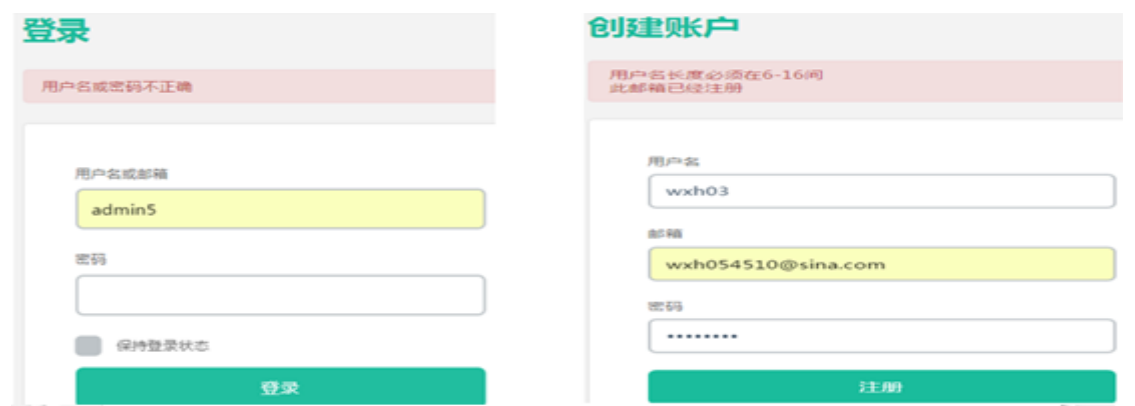 登录
用户名或密码不正确
用户名或邮箱
admin5
密码
保持登录状态
登录
创建账户
用户名长度必须在6-16间
此邮箱已经注册
用户名
wxh03
邮箱
wxh054510@sina.com
密码
••••••••
注册